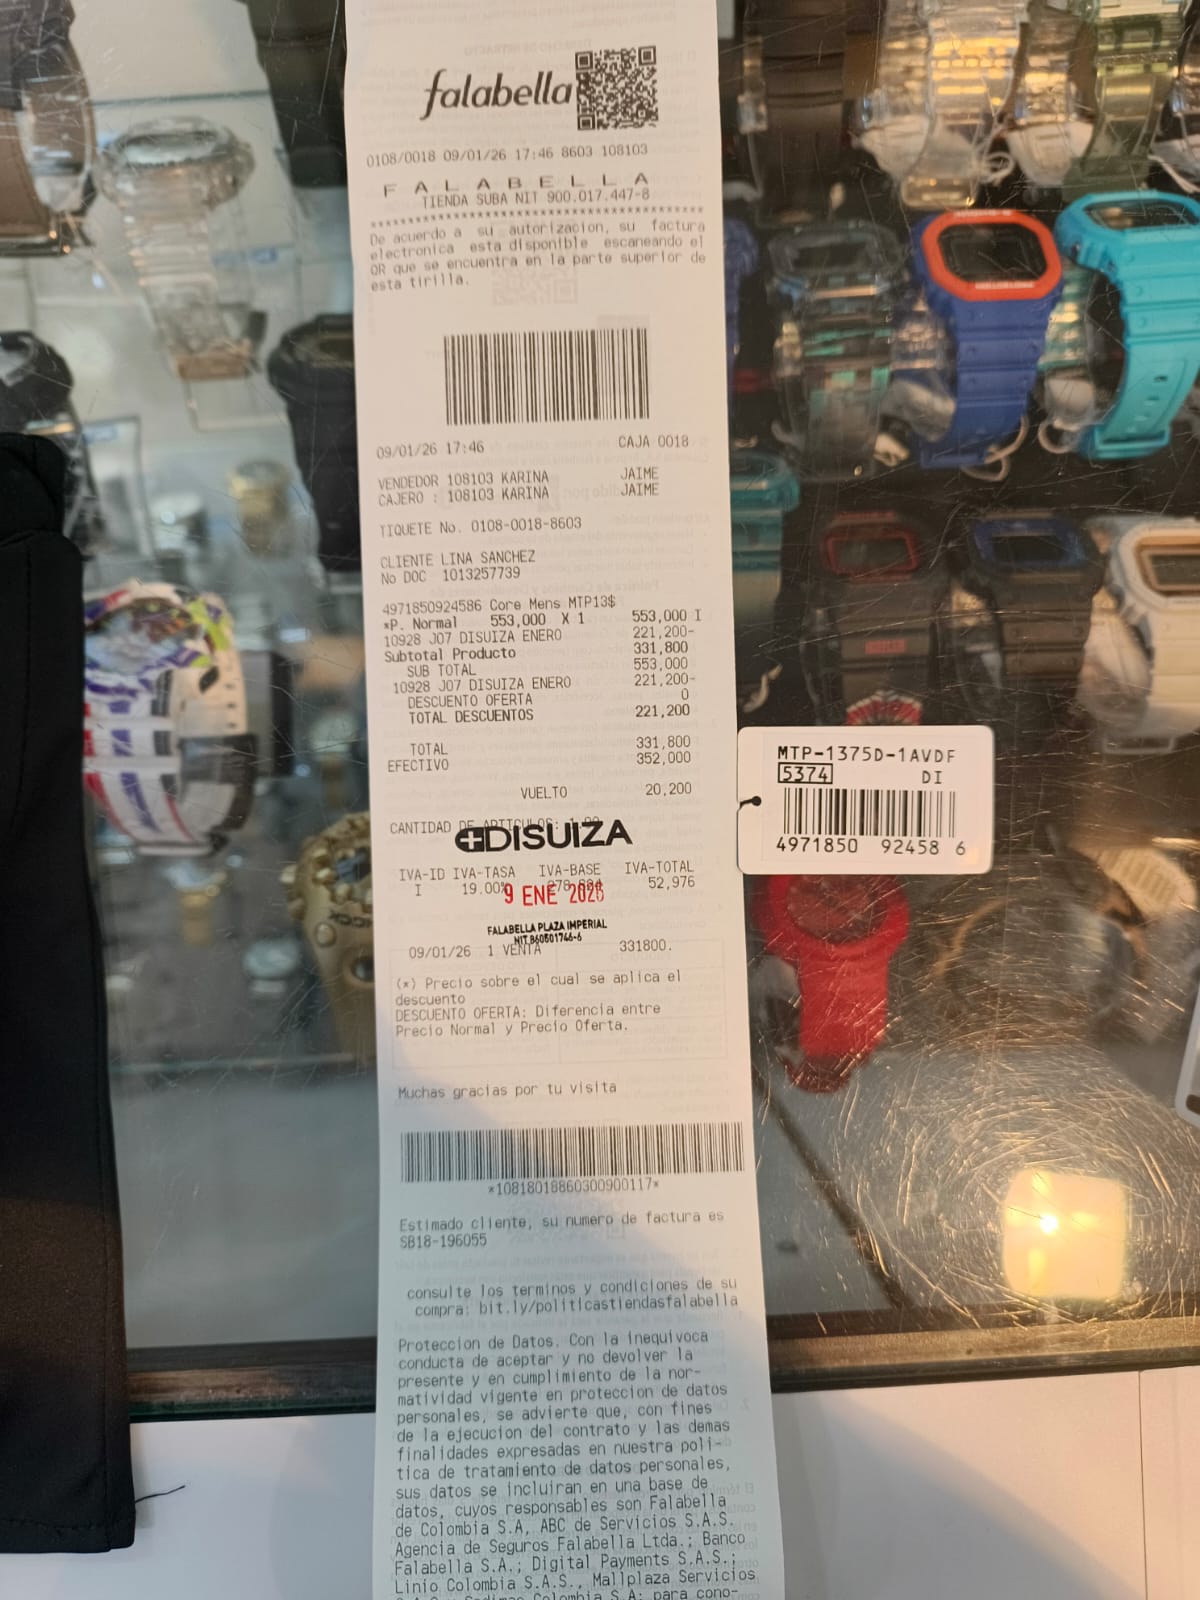 falabella
0108/0018 09/01/26 17:46 8603 108103
F A L A B E L L A
TIENDA SUBA NIT 900.017.447-8
De acuerdo a su autorizacion, su factura
electronica esta disponible escaneando el
QR que se encuentra en la parte superior de
esta tirilla.
09/01/26 17:46 CAJA 0018
VENDEDOR 108103 KARINA JAIME
CAJERO : 108103 KARINA JAIME
TIQUETE No. 0108-0018-8603
CLIENTE LINA SANCHEZ
No DOC 1013257739
4971850924586 Core Mens MTP13$
*P. Normal 553,000 X 1 553,000 I
10928 J07 DISUIZA ENERO 221,200-
Subtotal Producto 331,800
SUB TOTAL 553,000
10928 J07 DISUIZA ENERO 221,200-
DESCUENTO OFERTA 0
TOTAL DESCUENTOS 221,200
TOTAL 331,800
EFECTIVO 352,000
VUELTO 20,200
CANTIDAD DE ARTICULOS:
DISUIZA
IVA-ID IVA-TASA IVA-BASE IVA-TOTAL
I 19.00% 52,976
9 ENE 2026
FALABELLA PLAZA IMPERIAL
NIT.860501746-6
09/01/26 1 VENTA 331800.
(*) Precio sobre el cual se aplica el
descuento
DESCUENTO OFERTA: Diferencia entre
Precio Normal y Precio Oferta.
Muchas gracias por tu visita
*10818018860300900117*
Estimado cliente, su numero de factura es
SB18-196055
consulte los terminos y condiciones de su
compra: bit.ly/politicastiendasfalabella
Proteccion de Datos. Con la inequivoca
conducta de aceptar y no devolver la
presente y en cumplimiento de la nor-
matividad vigente en proteccion de datos
personales, se advierte que, con fines
de la ejecucion del contrato y las demas
finalidades expresadas en nuestra poli-
tica de tratamiento de datos personales,
sus datos se incluiran en una base de
datos, cuyos responsables son Falabella
de Colombia S.A, ABC de Servicios S.A.S.
Agencia de Seguros Falabella Ltda.; Banco
Falabella S.A.; Digital Payments S.A.S.;
Linio Colombia S.A.S., Mallplaza Servicios
Colombia S.A; para cono-
MTP-1375D-1AVDF
5374 DI
4971850 92458 6